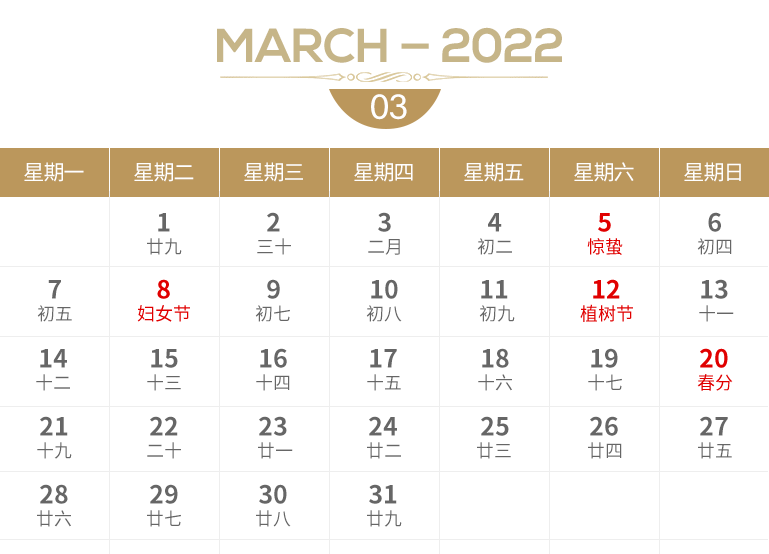 MARCH – 2022
03
星期一 星期二 星期三 星期四 星期五 星期六 星期日
1 2 3 4 5 6
廿九 三十 二月 初二 惊蛰 初四
7 8 9 10 11 12 13
初五 妇女节 初七 初八 初九 植树节 十一
14 15 16 17 18 19 20
十二 十三 十四 十五 十六 十七 春分
21 22 23 24 25 26 27
十九 二十 廿一 廿二 廿三 廿四 廿五
28 29 30 31
廿六 廿七 廿八 廿九